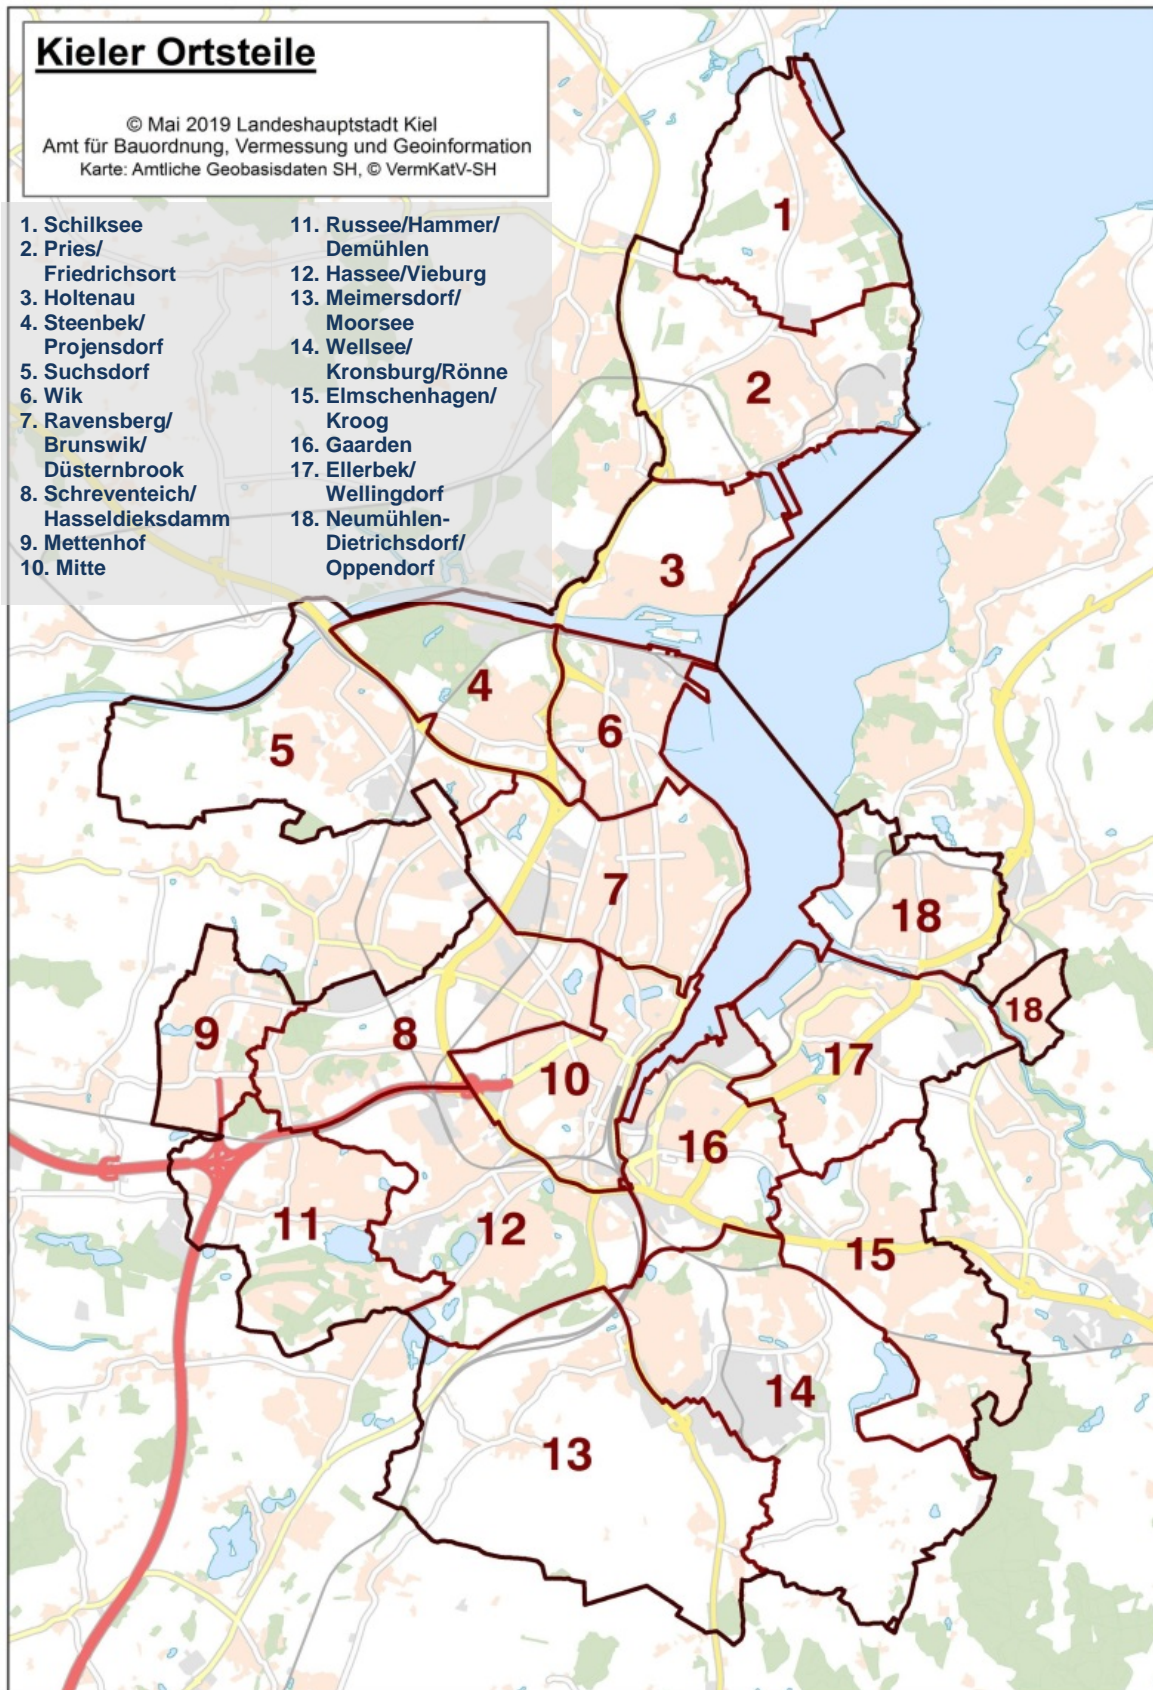 Kieler Ortsteile
© Mai 2019 Landeshauptstadt Kiel
Amt für Bauordnung, Vermessung und Geoinformation
Karte: Amtliche Geobasisdaten SH, © VermKatV-SH
1. Schilksee
2. Pries/
Friedrichsort
3. Holtenau
4. Steenbek/
Projensdorf
5. Suchsdorf
6. Wik
7. Ravensberg/
Brunswik/
Düsternbrook
8. Schreventeich/
Hasseldieksdamm
9. Mettenhof
10. Mitte
11. Russee/Hammer/
Demühlen
12. Hassee/Vieburg
13. Meimersdorf/
Moorsee
14. Wellsee/
Kronsburg/Rönne
15. Elmschenhagen/
Kroog
16. Gaarden
17. Ellerbek/
Wellingdorf
18. Neumühlen-
Dietrichsdorf/
Oppendorf
1
2
3
4
5
6
7
18
18
9
8
10
17
16
11
12
15
14
13